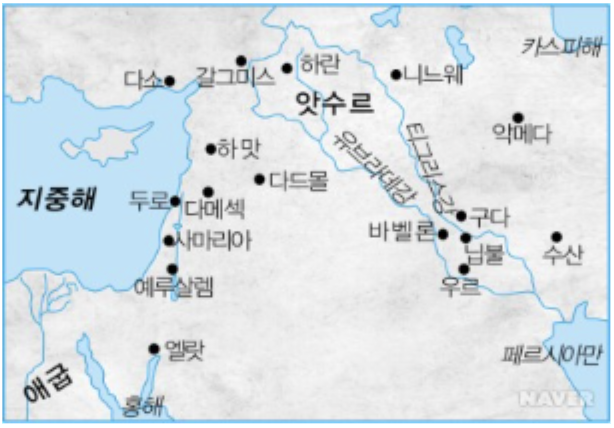 카스피해
다소
갈그미스
하란
니느웨
앗수르
악메다
하맛
유브라데강
티그리스강
다드몰
지중해
두로
다메섹
구다
바벨론
사마리아
닙불
수산
예루살렘
우르
엘랏
페르시아만
애굽
홍해
NAVER